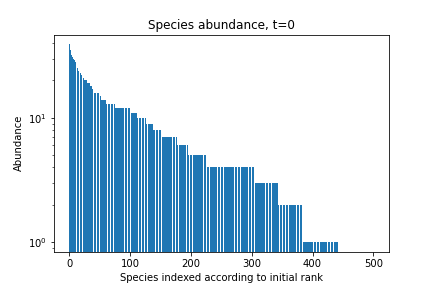 Species abundance, t=0
Abundance
10¹
10⁰
0 100 200 300 400 500
Species indexed according to initial rank